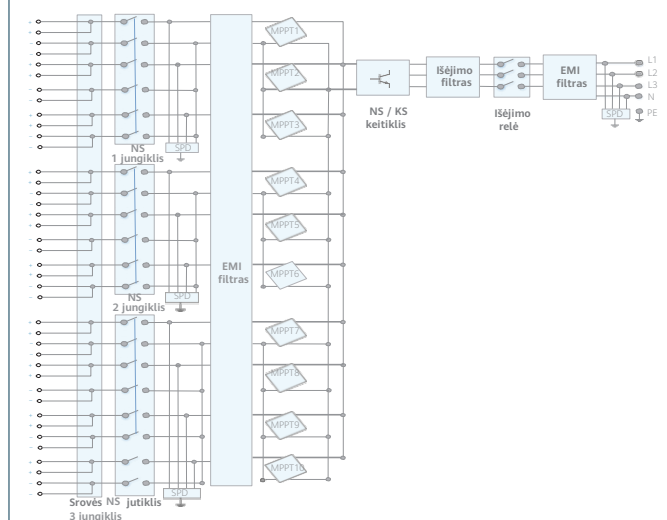 MPPT1
MPPT2
MPPT3
SPD
NS
1 jungiklis
MPPT4
MPPT5
MPPT6
SPD
NS
2 jungiklis
EMI
filtras
MPPT7
MPPT8
MPPT9
MPPT10
SPD
Srovės NS jutiklis
3 jungiklis
NS / KS
keitiklis
Išėjimo
filtras
Išėjimo
relė
EMI
filtras
L1
L2
L3
N
SPD
PE